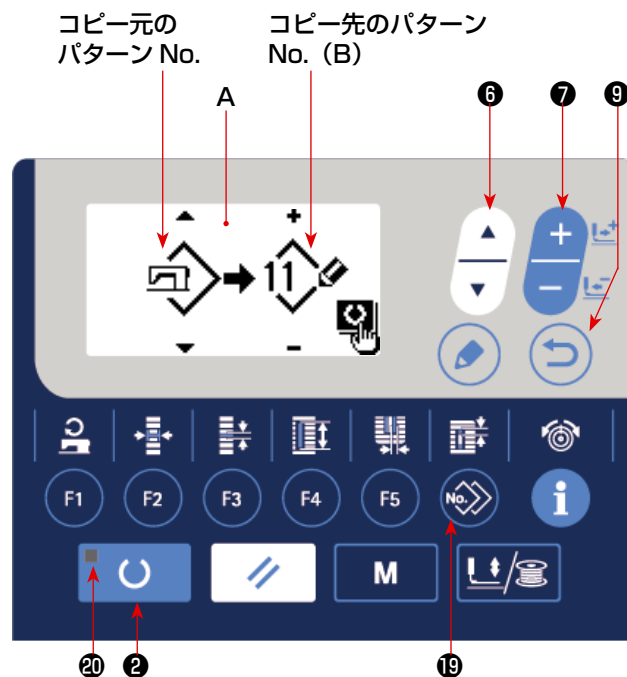 コピー元の
パターン No.
コピー先のパターン
No.（B）
A
❻
❼
❾
11
+
−
F1
F2
F3
F4
F5
No.
i
M
⓴
❷
⓳